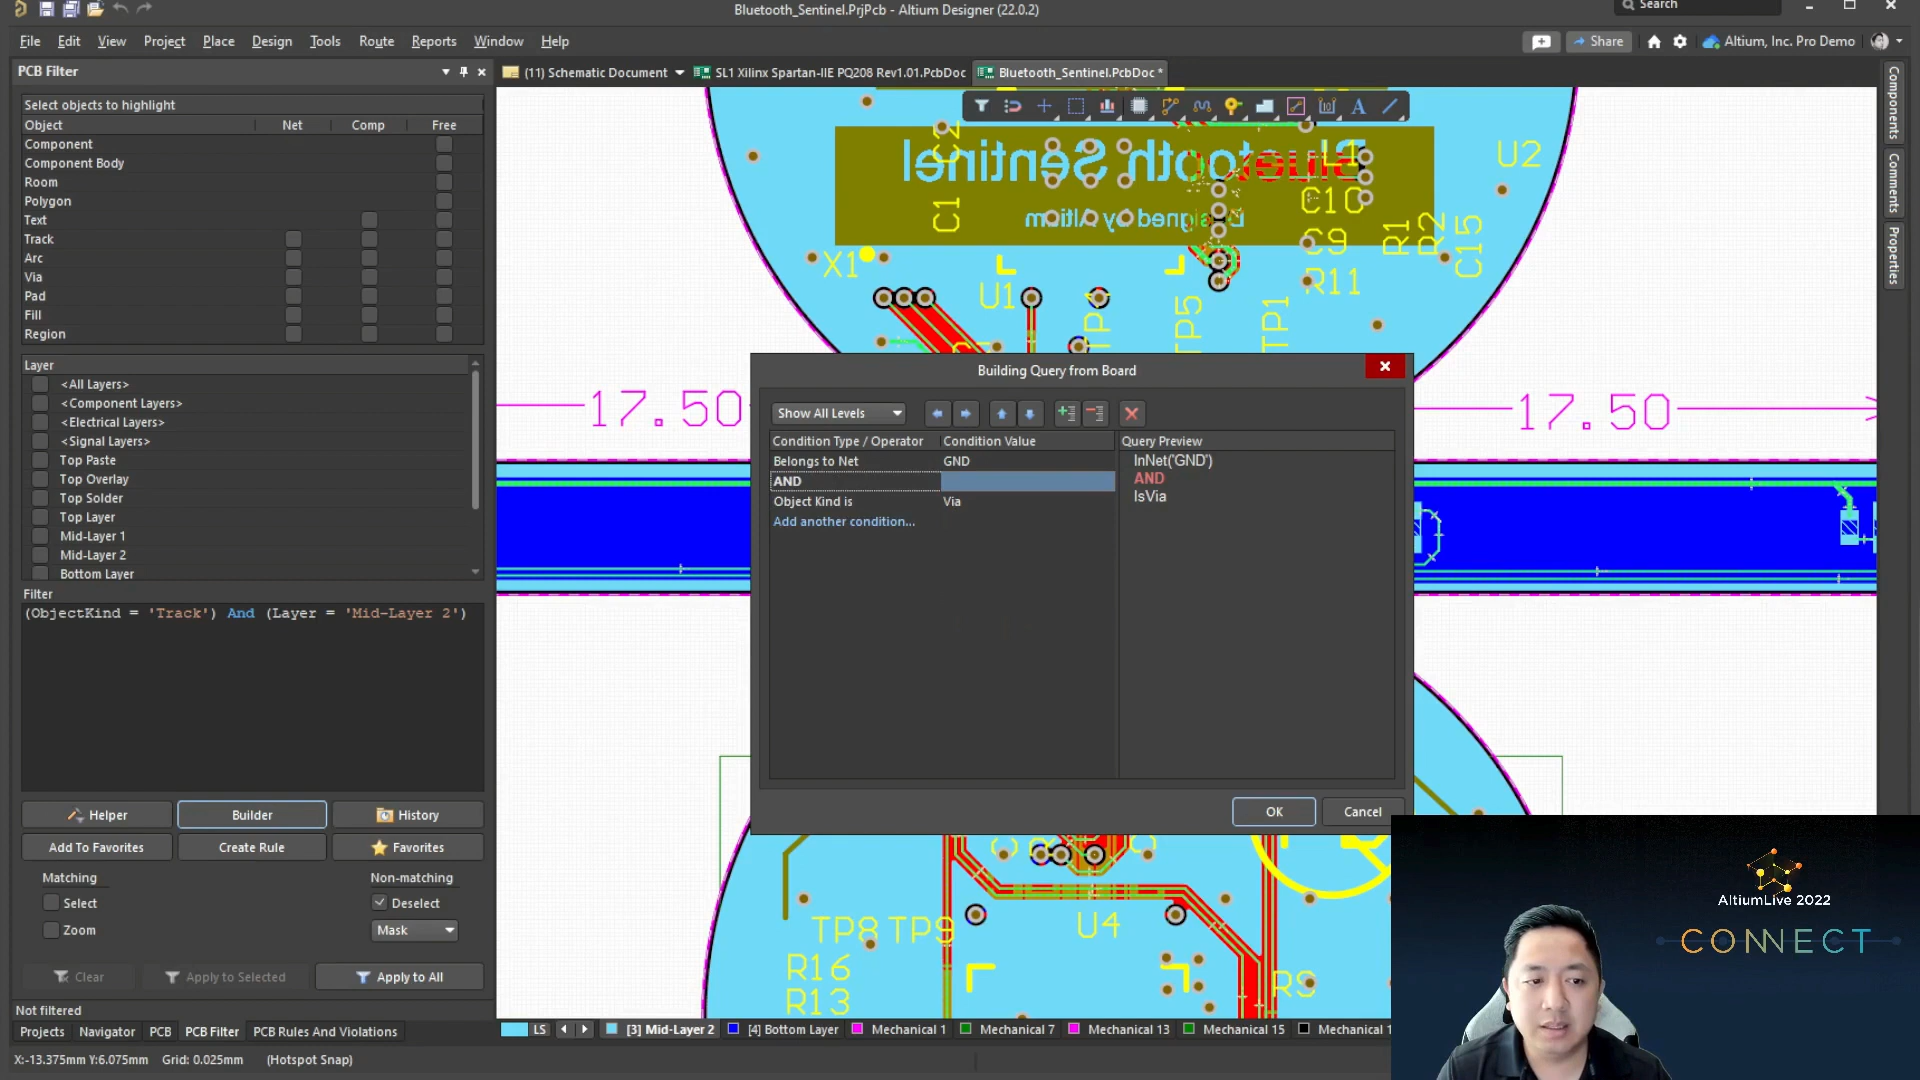 Bluetooth_Sentinel.PrjPcb - Altium Designer (22.0.2)
Search
File Edit View Project Place Design Tools Route Reports Window Help
Share
Altium, Inc. Pro Demo
PCB Filter
(11) Schematic Document
SL1 Xilinx Spartan-IIE PQ208 Rev1.01.PcbDoc
Bluetooth_Sentinel.PcbDoc *
Components
Comments
Properties
Select objects to highlight
Object Net Comp Free
Component
Component Body
Room
Polygon
Text
Track
Arc
Via
Pad
Fill
Region
Layer
<All Layers>
<Component Layers>
<Electrical Layers>
<Signal Layers>
Top Paste
Top Overlay
Top Solder
Top Layer
Mid-Layer 1
Mid-Layer 2
Bottom Layer
Filter
(ObjectKind = 'Track') And (Layer = 'Mid-Layer 2')
Helper Builder History
Add To Favorites Create Rule Favorites
Matching Non-matching
Select Deselect
Zoom Mask
Clear Apply to Selected Apply to All
Not filtered
Projects Navigator PCB PCB Filter PCB Rules And Violations
X:-13.375mm Y:6.075mm Grid: 0.025mm (Hotspot Snap)
Bluetooth Sentinel
Designed by Altium
C2
C1
L1
U2
C10
C9
R1
R2
C15
R11
X1
U1
TP5
TP1
17.50
17.50
Building Query from Board
Show All Levels
Condition Type / Operator Condition Value Query Preview
Belongs to Net GND InNet('GND')
AND AND
Object Kind is Via IsVia
Add another condition...
OK Cancel
TP8 TP9
U4
R16
R13
R9
LS [3] Mid-Layer 2 [4] Bottom Layer Mechanical 1 Mechanical 7 Mechanical 13 Mechanical 15 Mechanical 1
AltiumLive 2022
CONNECT